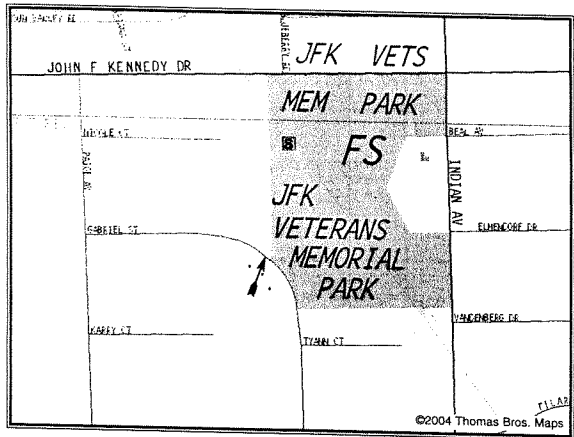 JFK VETS
JOHN F KENNEDY DR
MEM PARK
BEAL AV
FS
INDIAN AV
JFK
VETERANS
MEMORIAL
PARK
GABRIEL ST
ELMENDORF DR
VANDENBERG DR
KARRY CT
TYANN CT
PILAR
©2004 Thomas Bros. Maps